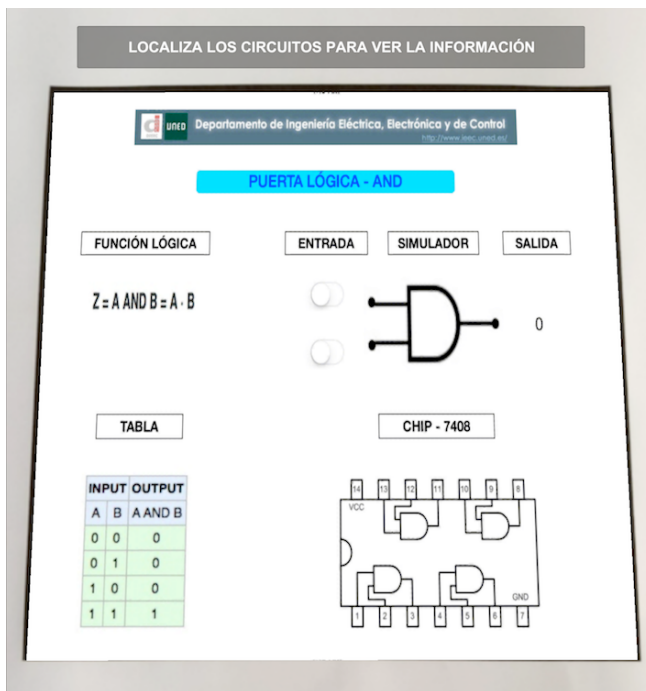 LOCALIZA LOS CIRCUITOS PARA VER LA INFORMACIÓN
UNED Departamento de Ingeniería Eléctrica, Electrónica y de Control
http://www.ieec.uned.es/
PUERTA LÓGICA - AND
FUNCIÓN LÓGICA ENTRADA SIMULADOR SALIDA
Z = A AND B = A · B
0
TABLA CHIP - 7408
INPUT OUTPUT
A B A AND B
0 0 0
0 1 0
1 0 0
1 1 1
14 13 12 11 10 9 8
VCC
GND
1 2 3 4 5 6 7